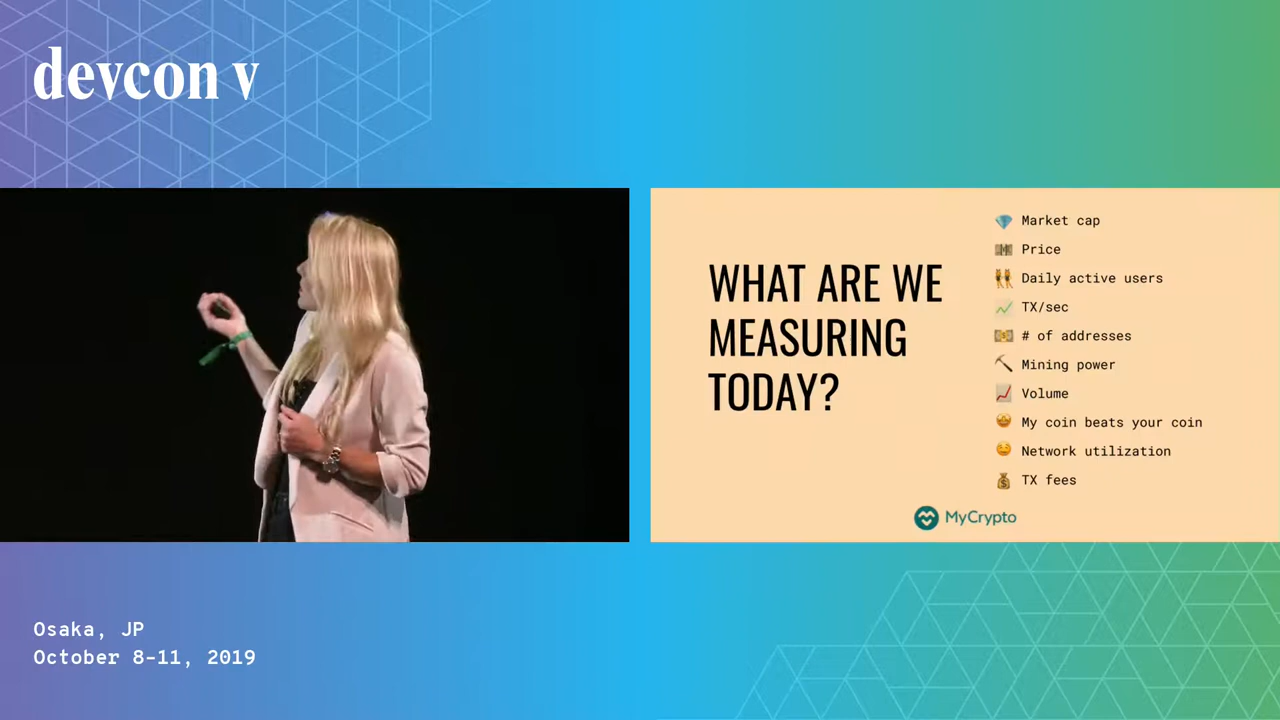 devcon v
WHAT ARE WE
MEASURING
TODAY?
Market cap
Price
Daily active users
TX/sec
# of addresses
Mining power
Volume
My coin beats your coin
Network utilization
TX fees
MyCrypto
Osaka, JP
October 8-11, 2019